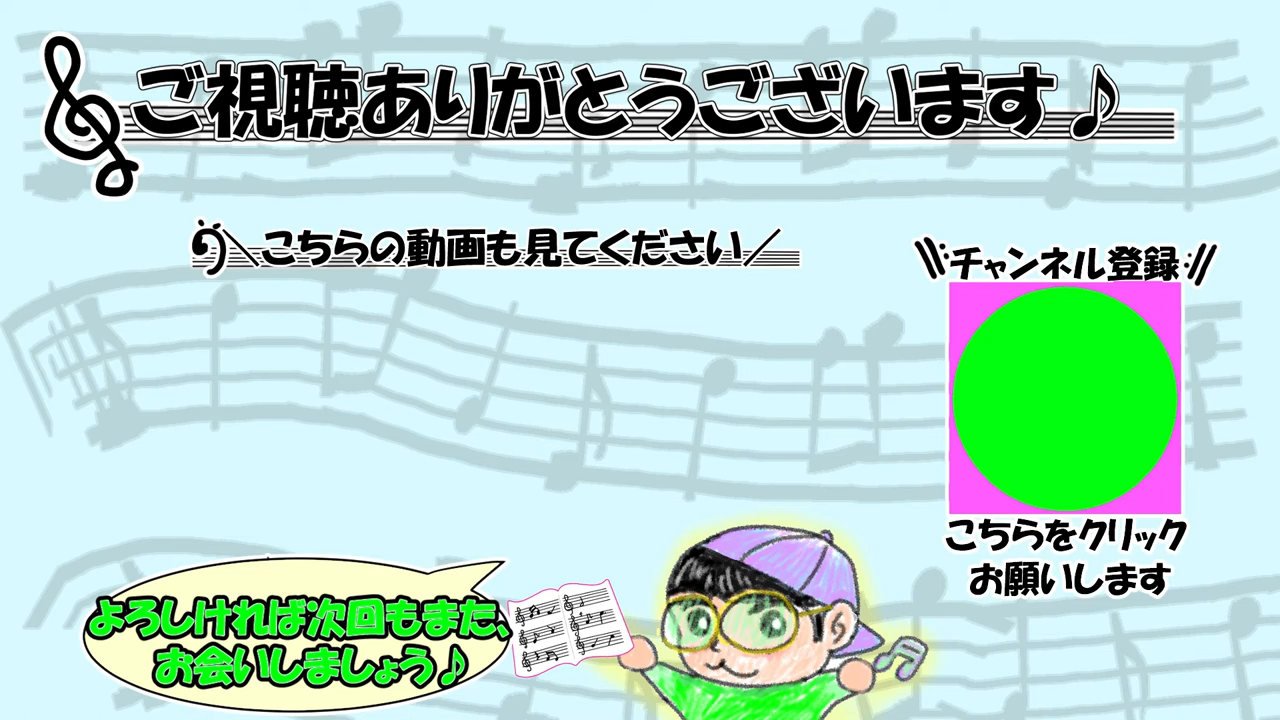 ご視聴ありがとうございます♪
＼こちらの動画も見てください／
チャンネル登録
こちらをクリック
お願いします
よろしければ次回もまた、
お会いしましょう♪